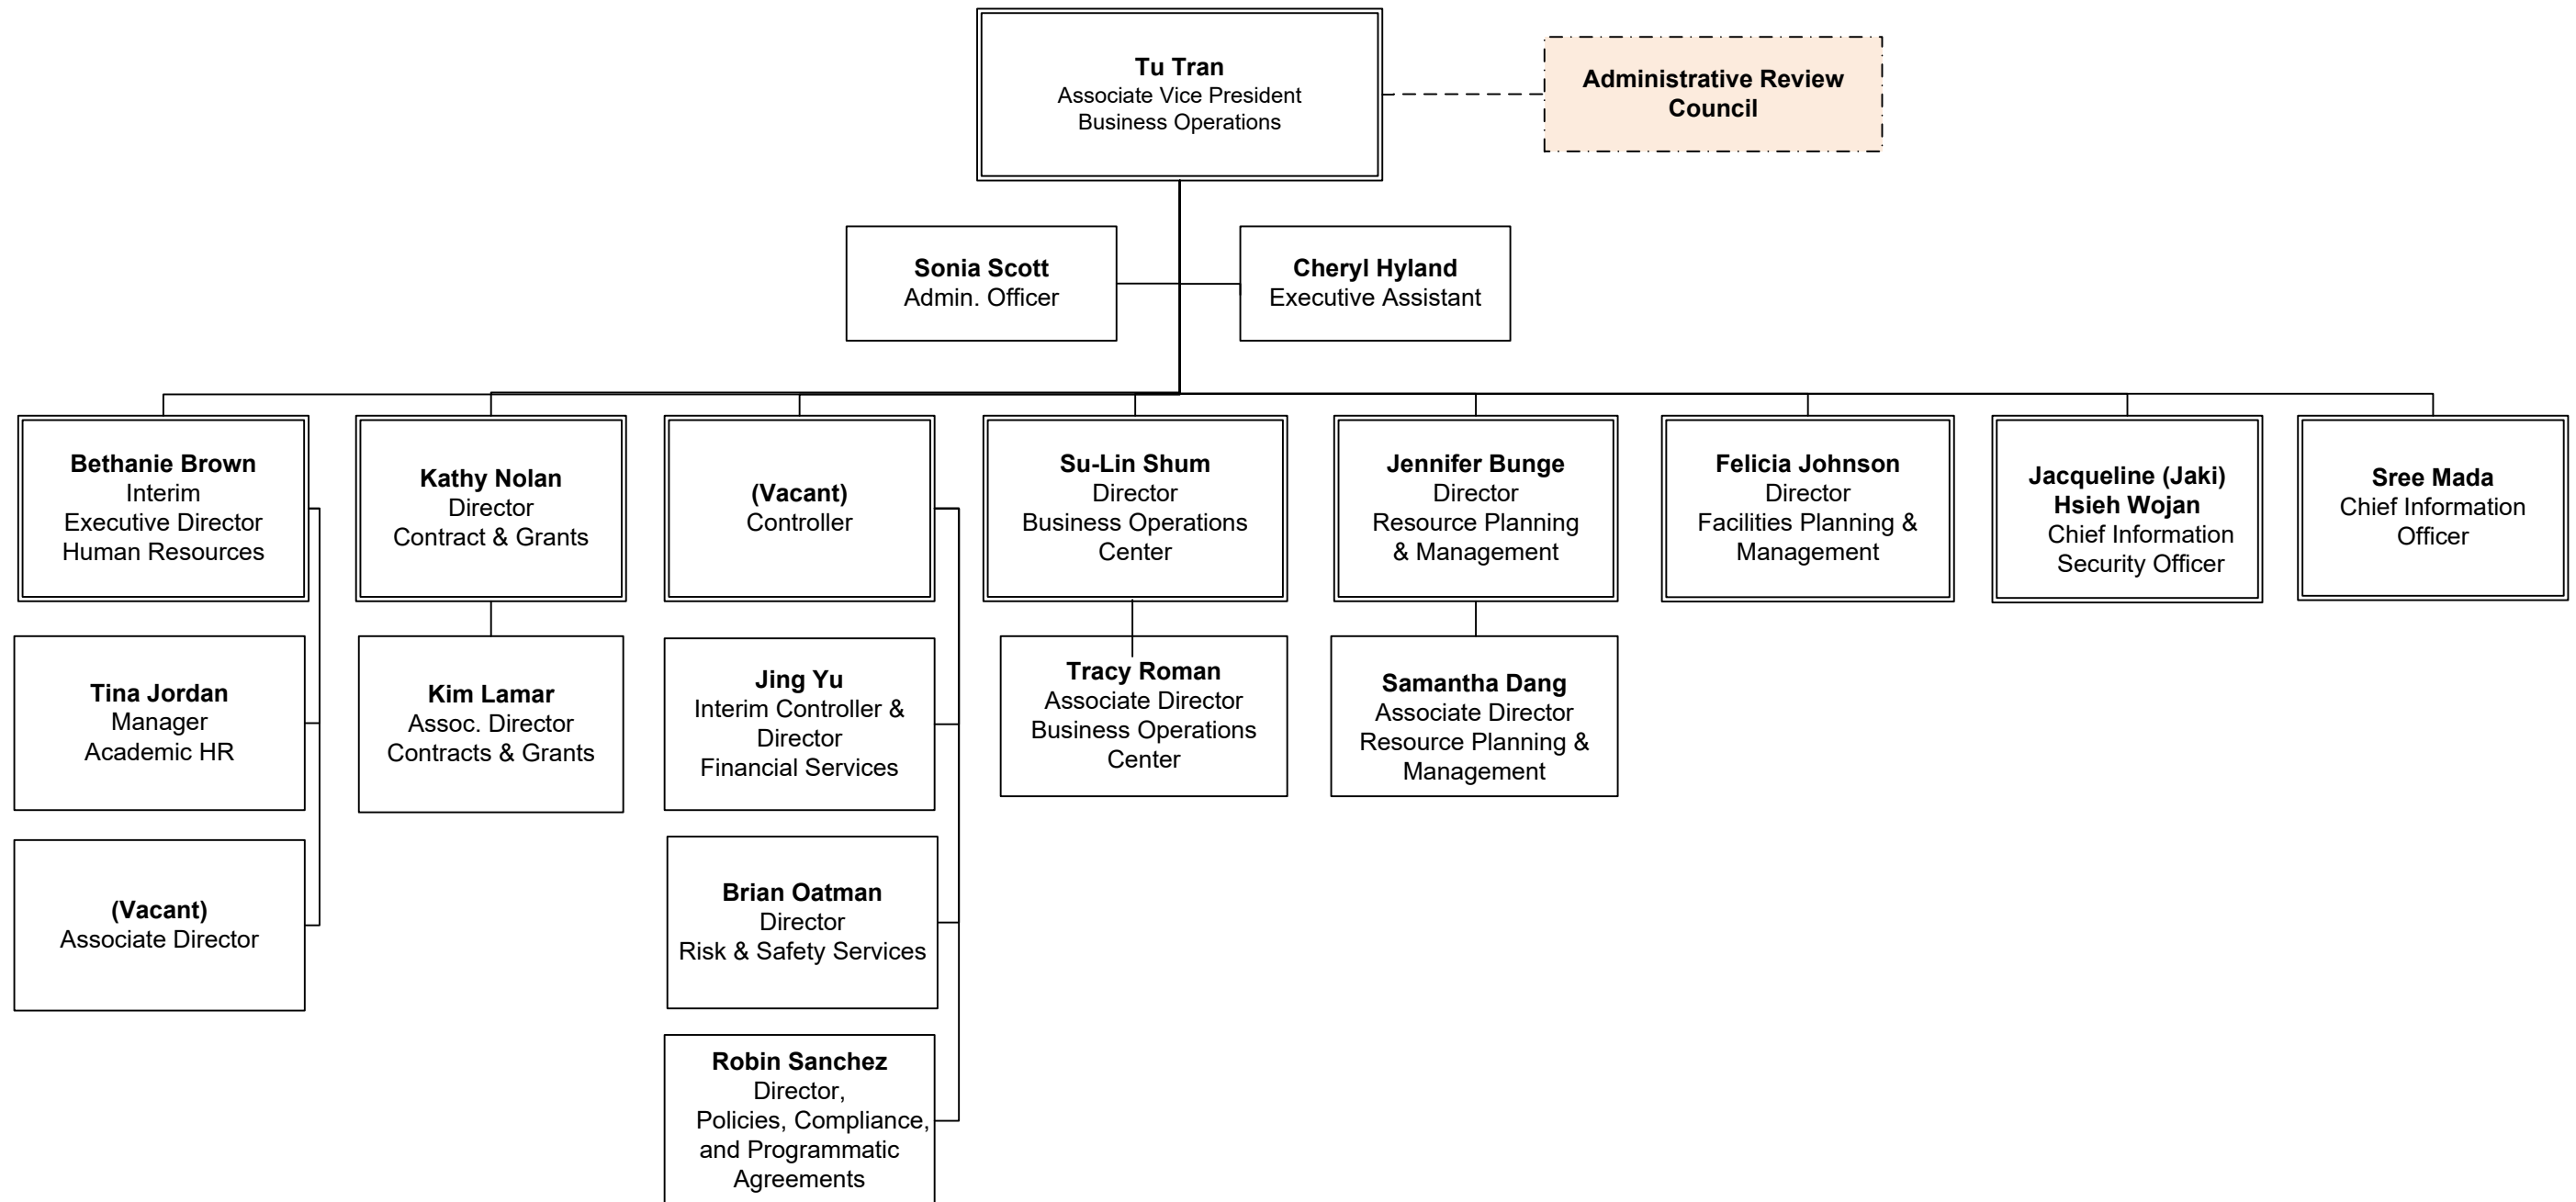 Tu Tran
Associate Vice President
Business Operations
Administrative Review
Council
Sonia Scott
Admin. Officer
Cheryl Hyland
Executive Assistant
Bethanie Brown
Interim
Executive Director
Human Resources
Kathy Nolan
Director
Contract & Grants
(Vacant)
Controller
Su-Lin Shum
Director
Business Operations
Center
Jennifer Bunge
Director
Resource Planning
& Management
Felicia Johnson
Director
Facilities Planning &
Management
Jacqueline (Jaki)
Hsieh Wojan
Chief Information
Security Officer
Sree Mada
Chief Information
Officer
Tina Jordan
Manager
Academic HR
Kim Lamar
Assoc. Director
Contracts & Grants
Jing Yu
Interim Controller &
Director
Financial Services
Tracy Roman
Associate Director
Business Operations
Center
Samantha Dang
Associate Director
Resource Planning &
Management
(Vacant)
Associate Director
Brian Oatman
Director
Risk & Safety Services
Robin Sanchez
Director,
Policies, Compliance,
and Programmatic
Agreements